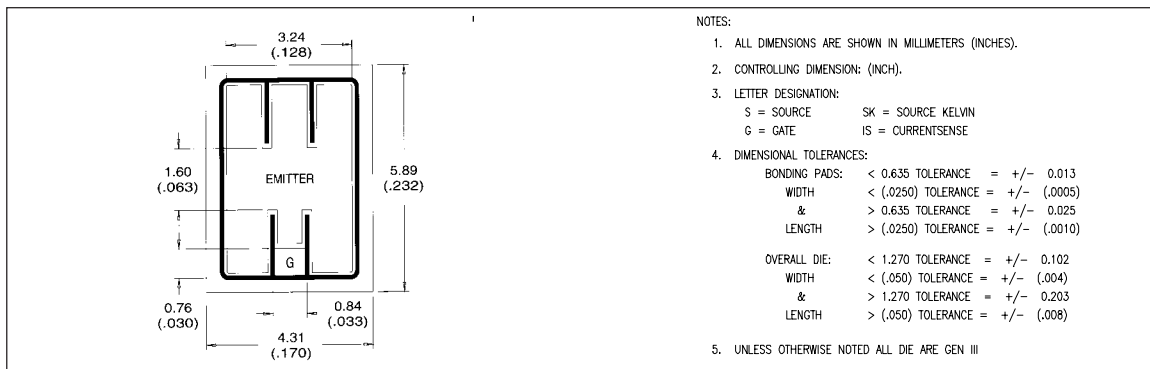 3.24
(.128)
1.60
(.063)
EMITTER
5.89
(.232)
G
0.76
(.030)
0.84
(.033)
4.31
(.170)
NOTES:
1. ALL DIMENSIONS ARE SHOWN IN MILLIMETERS (INCHES).
2. CONTROLLING DIMENSION: (INCH).
3. LETTER DESIGNATION:
S = SOURCE SK = SOURCE KELVIN
G = GATE IS = CURRENTSENSE
4. DIMENSIONAL TOLERANCES:
BONDING PADS: < 0.635 TOLERANCE = +/- 0.013
WIDTH < (.0250) TOLERANCE = +/- (.0005)
& > 0.635 TOLERANCE = +/- 0.025
LENGTH > (.0250) TOLERANCE = +/- (.0010)
OVERALL DIE: < 1.270 TOLERANCE = +/- 0.102
WIDTH < (.050) TOLERANCE = +/- (.004)
& > 1.270 TOLERANCE = +/- 0.203
LENGTH > (.050) TOLERANCE = +/- (.008)
5. UNLESS OTHERWISE NOTED ALL DIE ARE GEN III